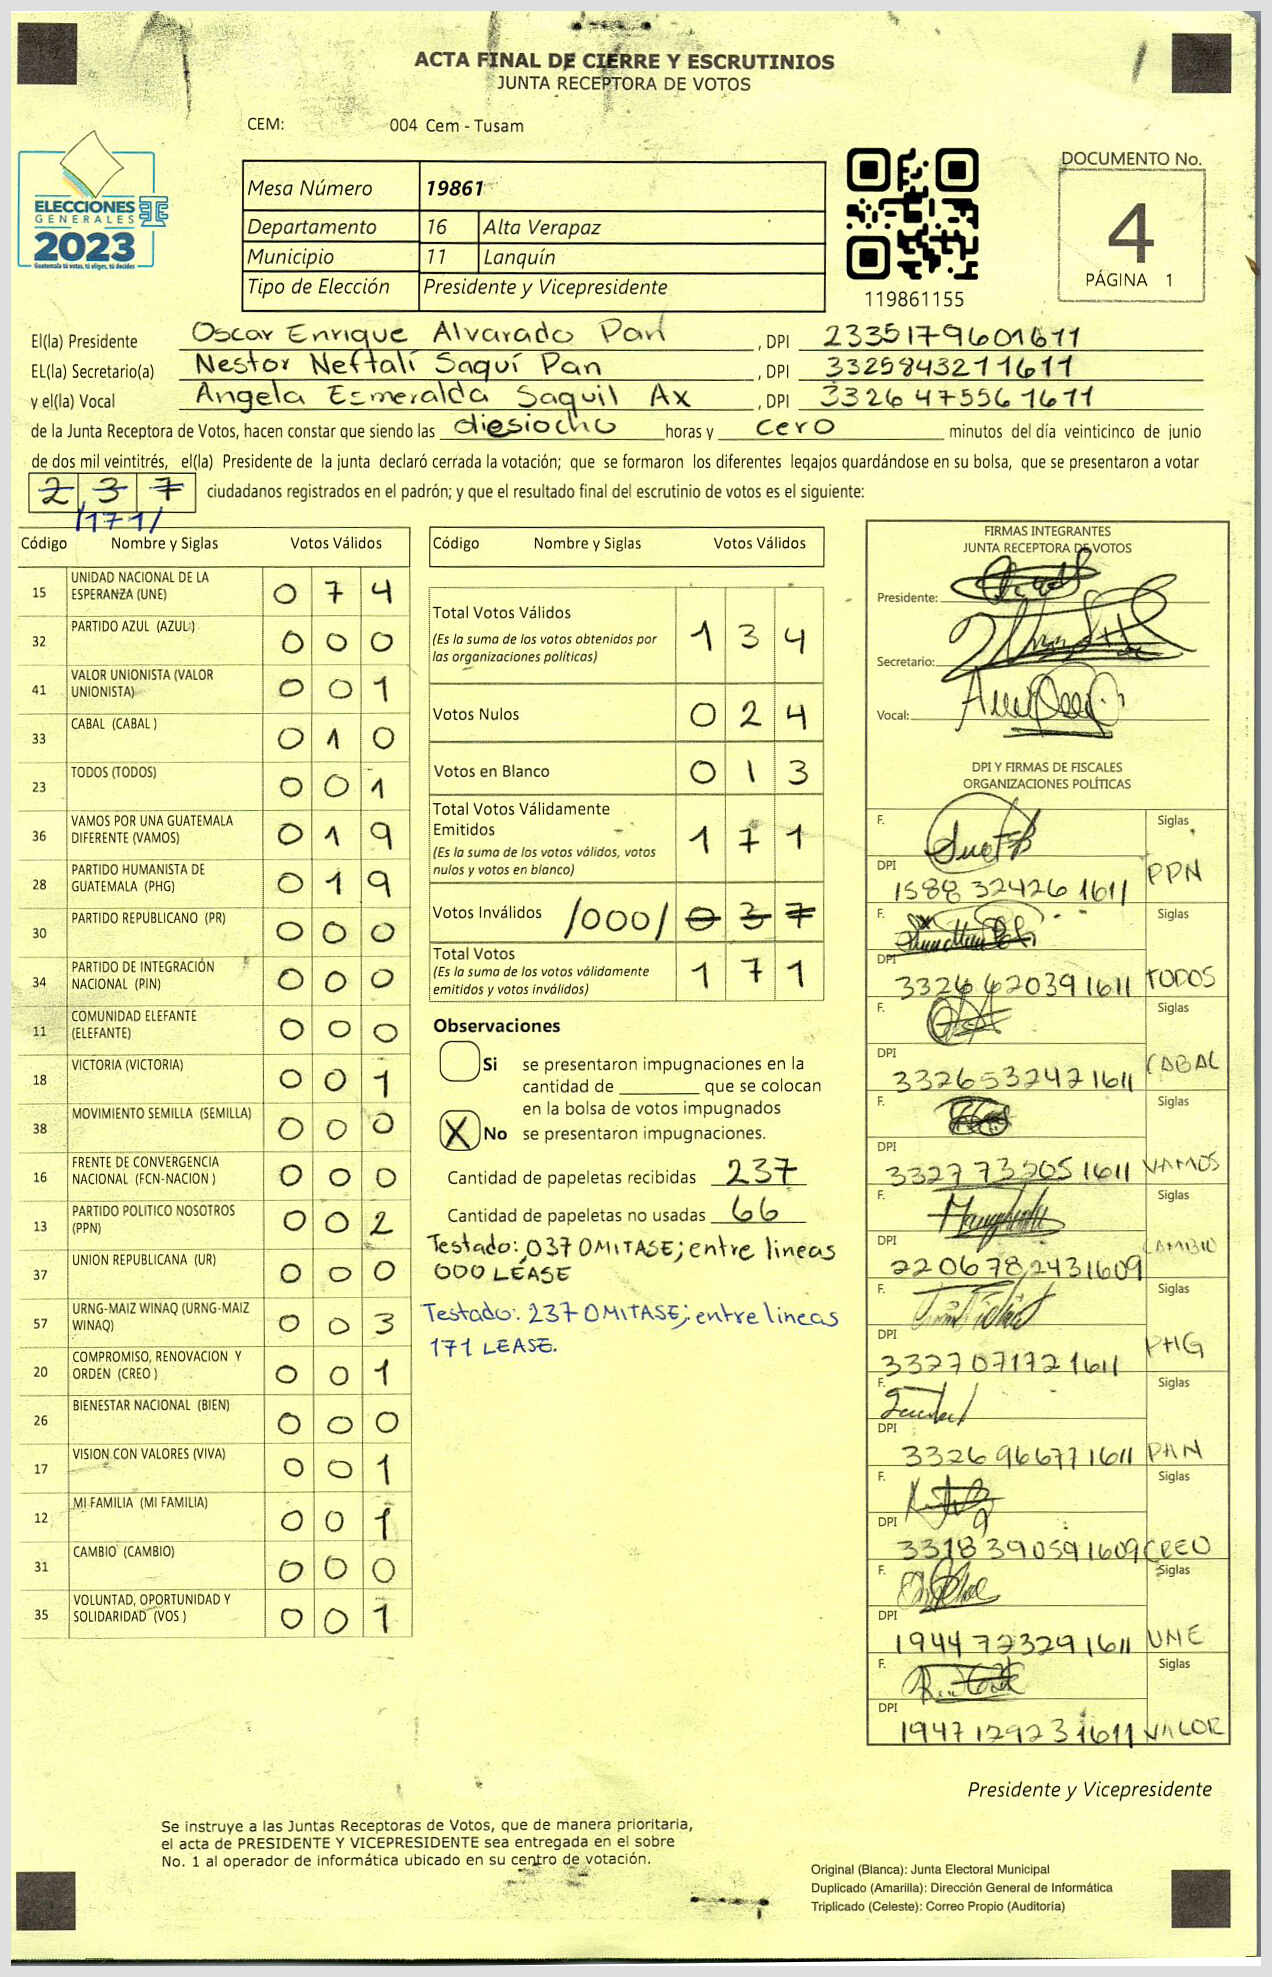 ACTA FINAL DE CIERRE Y ESCRUTINIOS
JUNTA RECEPTORA DE VOTOS
CEM: 004 Cem - Tusam
ELECCIONES
GENERALES
2023
Guatemala tú votas, tú eliges, tú decides
Mesa Número 19861
Departamento 16 Alta Verapaz
Municipio 11 Lanquín
Tipo de Elección Presidente y Vicepresidente
119861155
DOCUMENTO No.
4
PÁGINA 1
El(la) Presidente Oscar Enrique Alvarado Pan , DPI 2335179601611
EL(la) Secretario(a) Nestor Neftalí Saquí Pan , DPI 3325843211611
y el(la) Vocal Angela Esmeralda Saquil Ax , DPI 3326475561611
de la Junta Receptora de Votos, hacen constar que siendo las diesiocho horas y cero minutos del día veinticinco de junio
de dos mil veintitrés, el(la) Presidente de la junta declaró cerrada la votación; que se formaron los diferentes legajos guardándose en su bolsa, que se presentaron a votar
237 ciudadanos registrados en el padrón; y que el resultado final del escrutinio de votos es el siguiente:
/171/
Código Nombre y Siglas Votos Válidos
15 UNIDAD NACIONAL DE LA ESPERANZA (UNE) 0 7 4
32 PARTIDO AZUL (AZUL) 0 0 0
41 VALOR UNIONISTA (VALOR UNIONISTA) 0 0 1
33 CABAL (CABAL ) 0 1 0
23 TODOS (TODOS) 0 0 1
36 VAMOS POR UNA GUATEMALA DIFERENTE (VAMOS) 0 1 9
28 PARTIDO HUMANISTA DE GUATEMALA (PHG) 0 1 9
30 PARTIDO REPUBLICANO (PR) 0 0 0
34 PARTIDO DE INTEGRACIÓN NACIONAL (PIN) 0 0 0
11 COMUNIDAD ELEFANTE (ELEFANTE) 0 0 0
18 VICTORIA (VICTORIA) 0 0 1
38 MOVIMIENTO SEMILLA (SEMILLA) 0 0 0
16 FRENTE DE CONVERGENCIA NACIONAL (FCN-NACION ) 0 0 0
13 PARTIDO POLITICO NOSOTROS (PPN) 0 0 2
37 UNION REPUBLICANA (UR) 0 0 0
57 URNG-MAIZ WINAQ (URNG-MAIZ WINAQ) 0 0 3
20 COMPROMISO, RENOVACION Y ORDEN (CREO ) 0 0 1
26 BIENESTAR NACIONAL (BIEN) 0 0 0
17 VISION CON VALORES (VIVA) 0 0 1
12 MI FAMILIA (MI FAMILIA) 0 0 1
31 CAMBIO (CAMBIO) 0 0 0
35 VOLUNTAD, OPORTUNIDAD Y SOLIDARIDAD (VOS ) 0 0 1
Código Nombre y Siglas Votos Válidos
Total Votos Válidos 1 3 4
(Es la suma de los votos obtenidos por
las organizaciones políticas)
Votos Nulos 0 2 4
Votos en Blanco 0 1 3
Total Votos Válidamente
Emitidos 1 7 1
(Es la suma de los votos válidos, votos
nulos y votos en blanco)
Votos Inválidos /000/ 0 3 7
Total Votos 1 7 1
(Es la suma de los votos válidamente
emitidos y votos inválidos)
Observaciones
Si se presentaron impugnaciones en la
cantidad de ________ que se colocan
en la bolsa de votos impugnados
X No se presentaron impugnaciones.
Cantidad de papeletas recibidas 237
Cantidad de papeletas no usadas 66
Testado: 037 OMITASE; entre lineas
000 LÉASE
Testado: 237 OMITASE; entre lineas
171 LEASE.
FIRMAS INTEGRANTES
JUNTA RECEPTORA DE VOTOS
Presidente:
Secretario:
Vocal:
DPI Y FIRMAS DE FISCALES
ORGANIZACIONES POLÍTICAS
F. Siglas
DPI 1588 32426 1611 PPN
F. Siglas
DPI 3326 42039 1611 TODOS
F. Siglas
DPI 3326532421611 CABAL
F. Siglas
DPI 3327 73205 1611 VAMOS
F. Siglas
DPI 2206782431609 CAMBIO
F. Siglas
DPI 3327071721611 PHG
F. Siglas
DPI 3326966771611 PAN
F. Siglas
DPI 3318390591609 CREO
F. Siglas
DPI 1944723291611 UNE
F. Siglas
DPI 1947129231611 VALOR
Presidente y Vicepresidente
Se instruye a las Juntas Receptoras de Votos, que de manera prioritaria,
el acta de PRESIDENTE Y VICEPRESIDENTE sea entregada en el sobre
No. 1 al operador de informática ubicado en su centro de votación.
Original (Blanca): Junta Electoral Municipal
Duplicado (Amarilla): Dirección General de Informática
Triplicado (Celeste): Correo Propio (Auditoría)